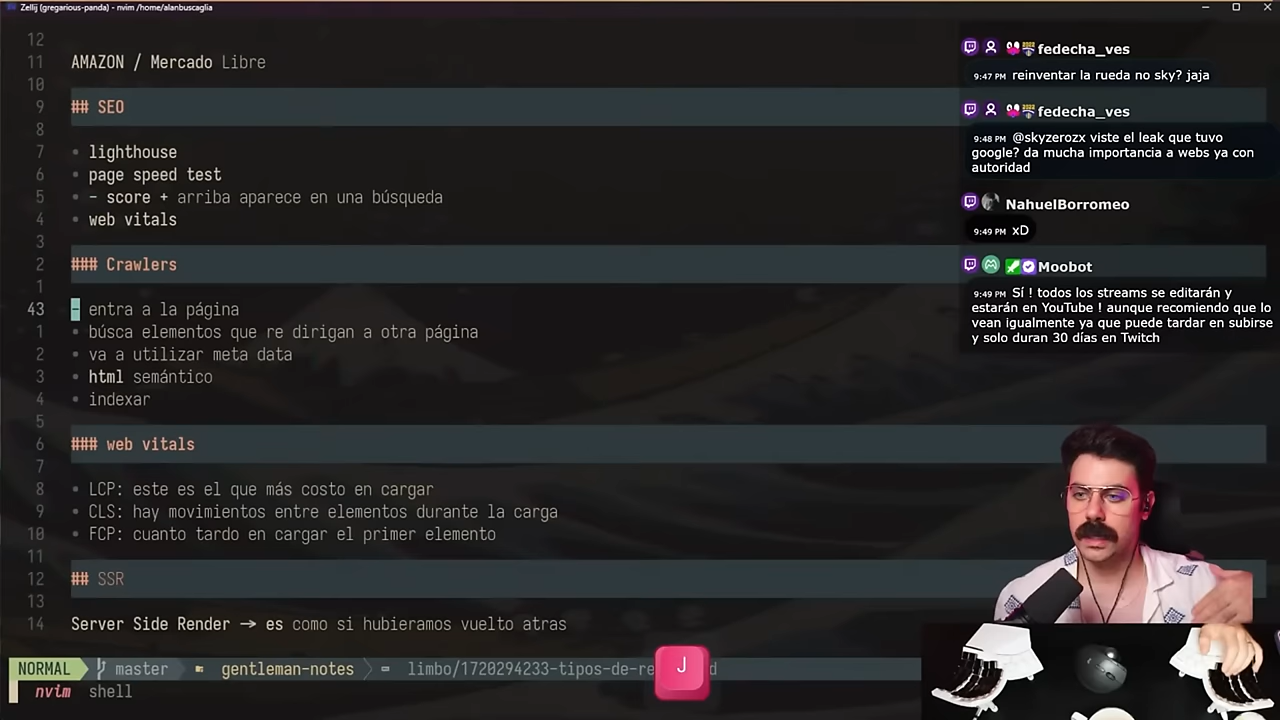 Zellij (gregarious-panda) - nvim /home/alanbuscaglia
12
11 AMAZON / Mercado Libre
10
9 ## SEO
8
7 • lighthouse
6 • page speed test
5 • - score + arriba aparece en una búsqueda
4 • web vitals
3
2 ### Crawlers
1
43 - entra a la página
1 • búsca elementos que re dirigan a otra página
2 • va a utilizar meta data
3 • html semántico
4 • indexar
5
6 ### web vitals
7
8 • LCP: este es el que más costo en cargar
9 • CLS: hay movimientos entre elementos durante la carga
10 • FCP: cuanto tardo en cargar el primer elemento
11
12 ## SSR
13
14 Server Side Render → es como si hubieramos vuelto atras
NORMAL master gentleman-notes limbo/1720294233-tipos-de-re d
nvim shell
J
fedecha_ves
9:47 PM reinventar la rueda no sky? jaja
fedecha_ves
9:48 PM @skyzerozx viste el leak que tuvo
google? da mucha importancia a webs ya con
autoridad
NahuelBorromeo
9:49 PM xD
Moobot
9:49 PM Sí ! todos los streams se editarán y
estarán en YouTube ! aunque recomiendo que lo
vean igualmente ya que puede tardar en subirse
y solo duran 30 días en Twitch